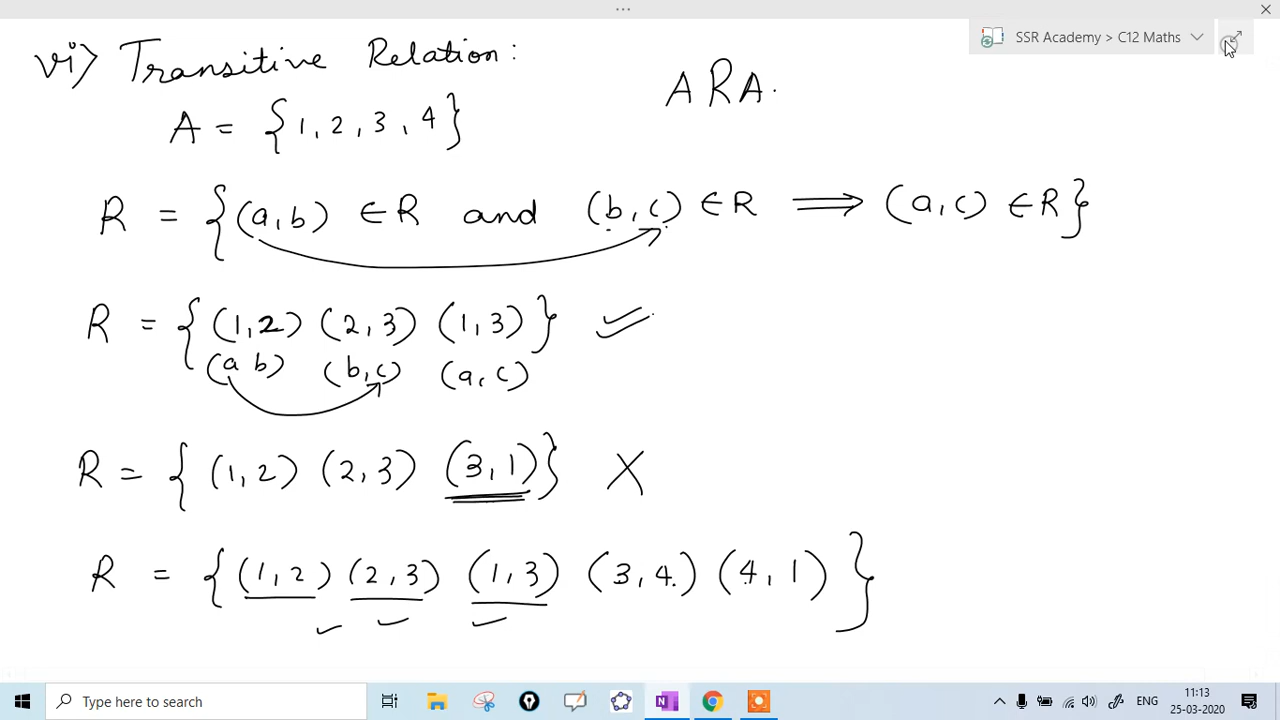 SSR Academy > C12 Maths
vi) Transitive Relation:
A R A.
A = {1, 2, 3, 4}
R = {(a, b) ∈ R and (b, c) ∈ R ⟹ (a, c) ∈ R}
R = {(1, 2) (2, 3) (1, 3)} ✓
(a b) (b, c) (a, c)
R = {(1, 2) (2, 3) (3, 1)} X
R = {(1, 2) (2, 3) (1, 3) (3, 4) (4, 1)}
✓ ✓ ✓
Type here to search
ENG
11:13
25-03-2020